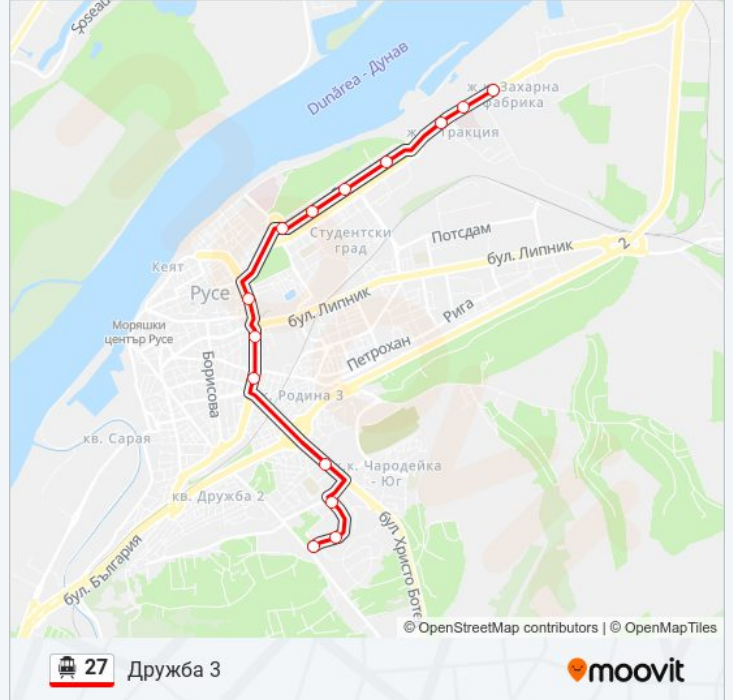 Șoseau
Dunărea - Дунав
ж.к. Захарна
фабрика
Тракция
Студентски
град
Потсдам
бул. Липник
2
Кеят
Русе
бул. Липник
Рига
Моряшки
център Русе
Петрохан
Борисова
Родина 3
кв. Сарая
к. Чародейка
- Юг
кв. Дружба 2
бул. Христо Боте
бул. България
© OpenStreetMap contributors | © OpenMapTiles
27 Дружба 3
moovit